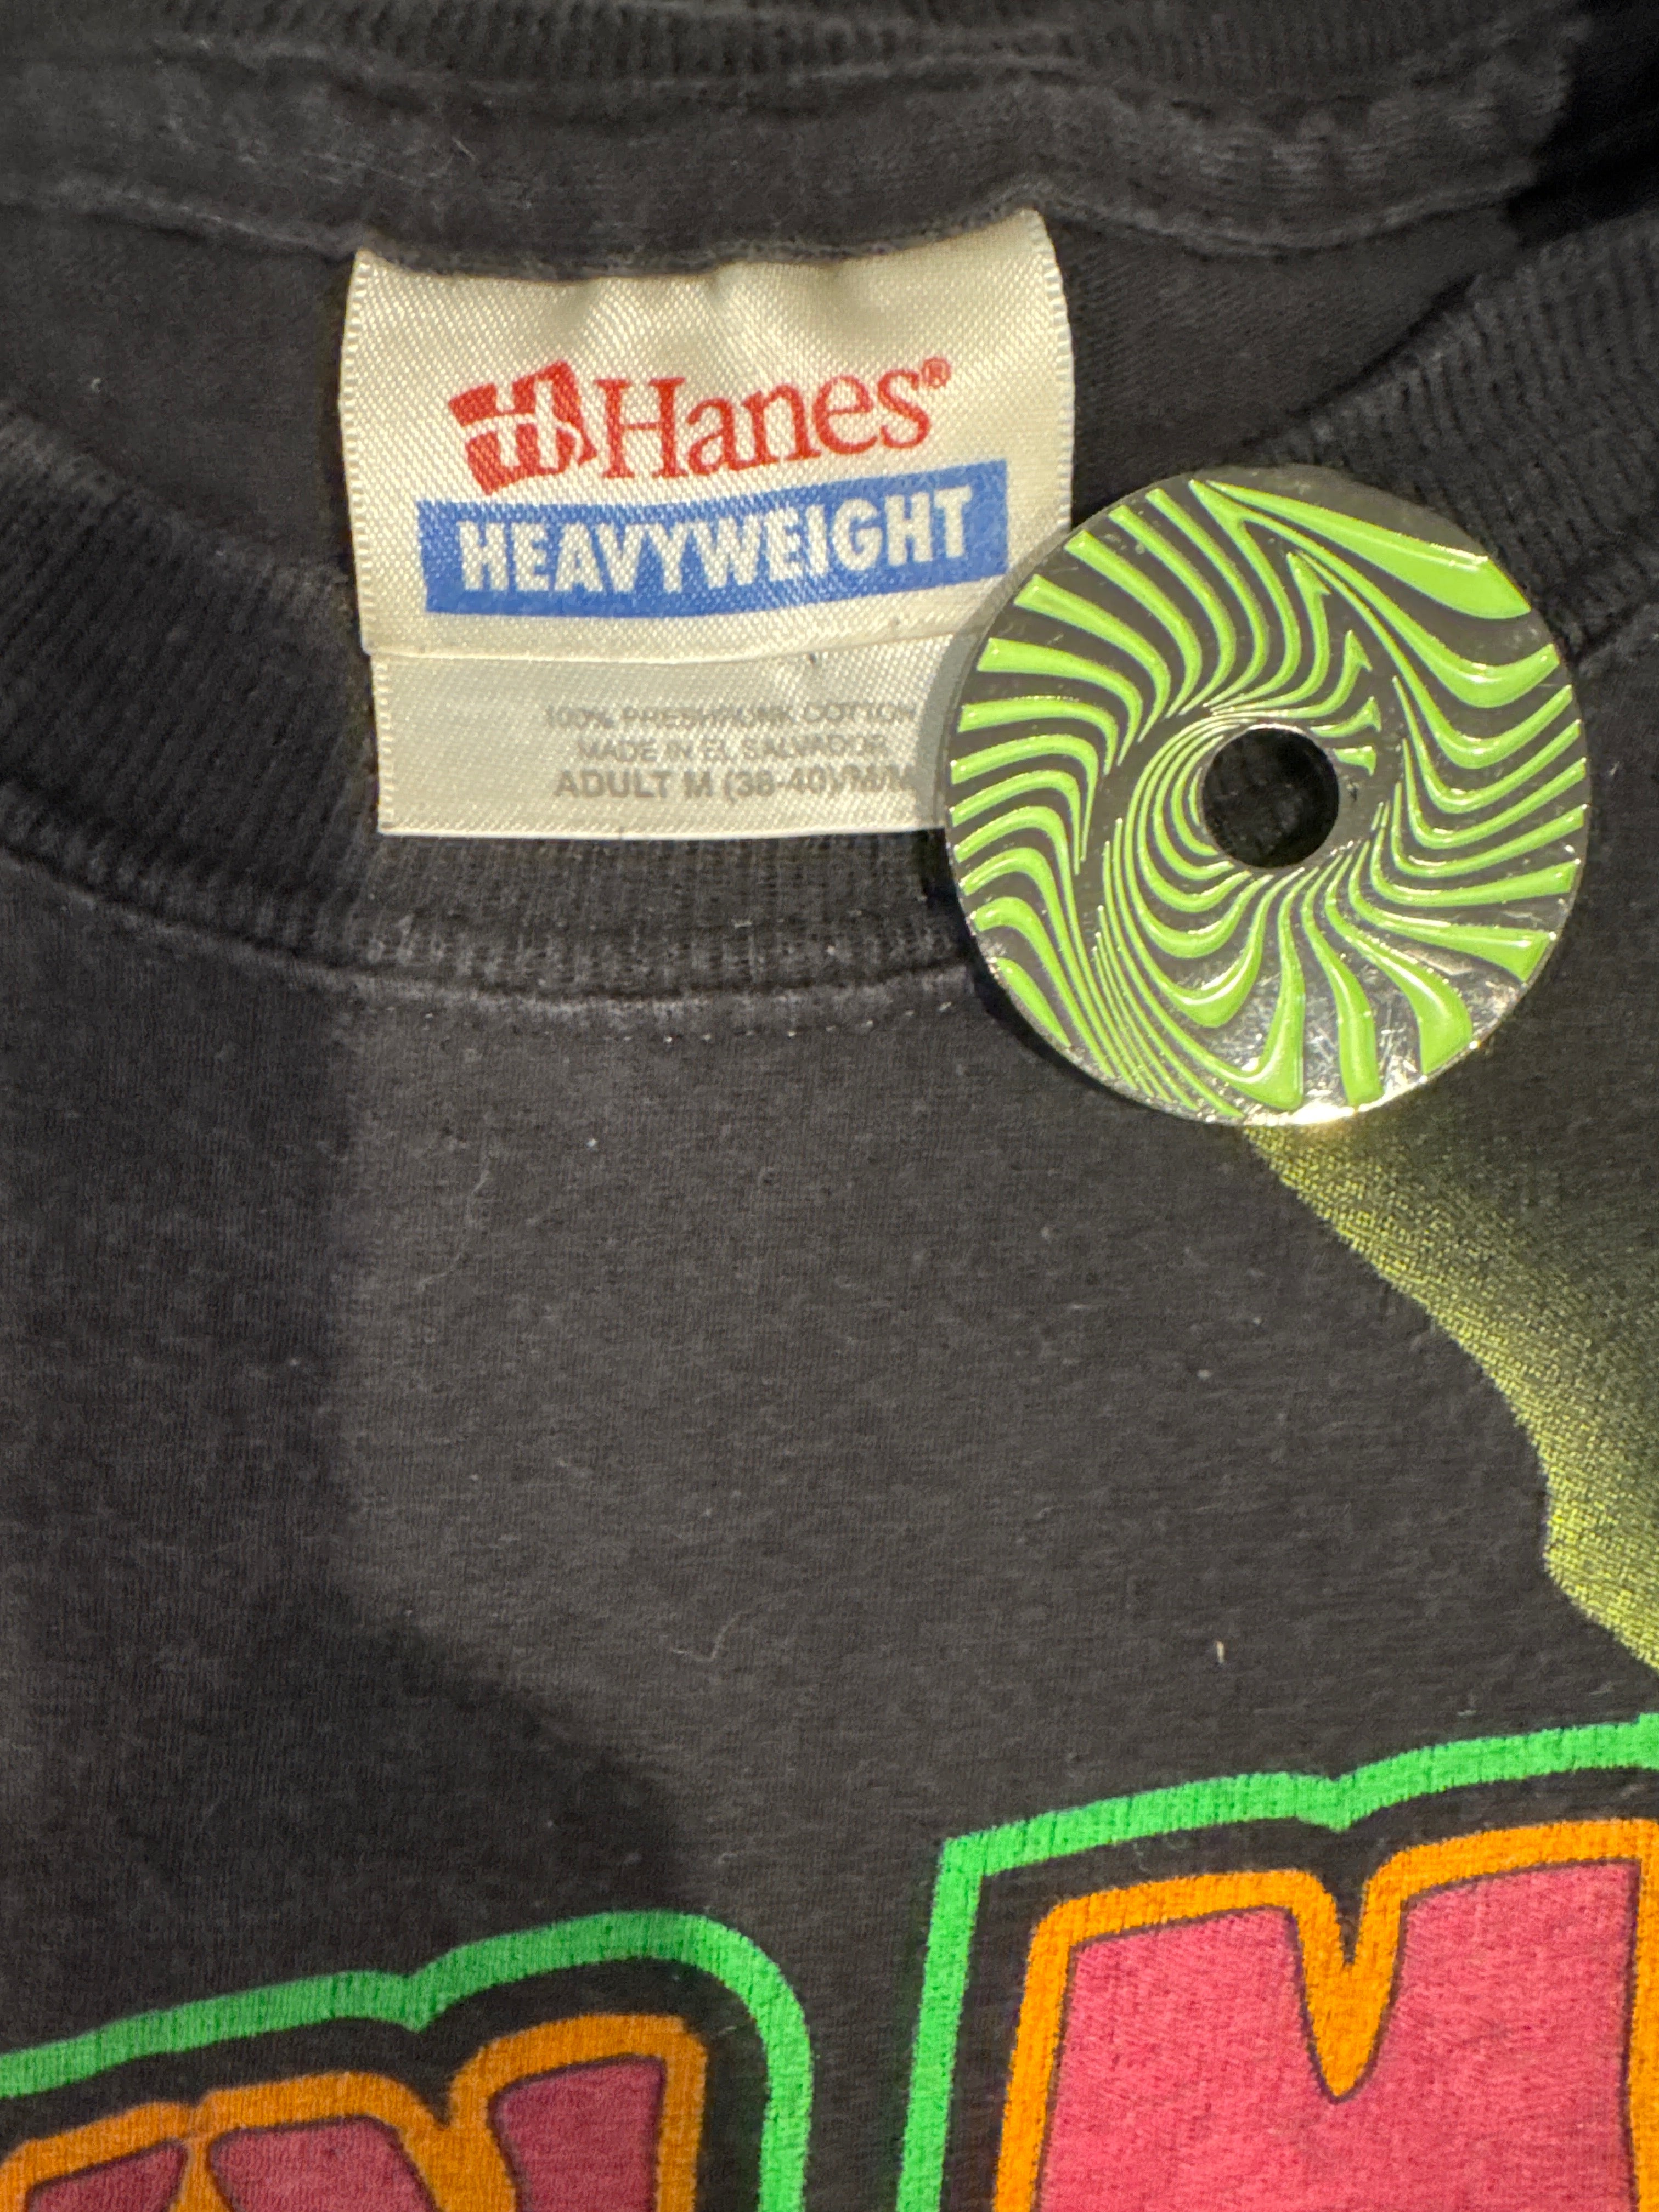 Hanes®
HEAVYWEIGHT
100% PRESHRUNK COTTON
MADE IN EL SALVADOR
ADULT M (38-40)/M/M
M